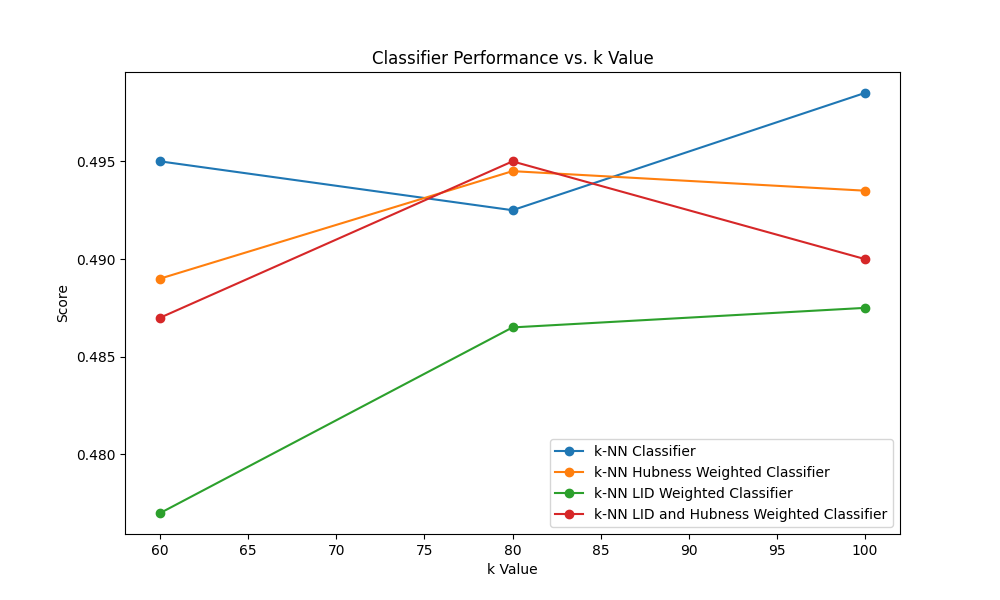 Classifier Performance vs. k Value
Score
0.495
0.490
0.485
0.480
k-NN Classifier
k-NN Hubness Weighted Classifier
k-NN LID Weighted Classifier
k-NN LID and Hubness Weighted Classifier
60 65 70 75 80 85 90 95 100
k Value